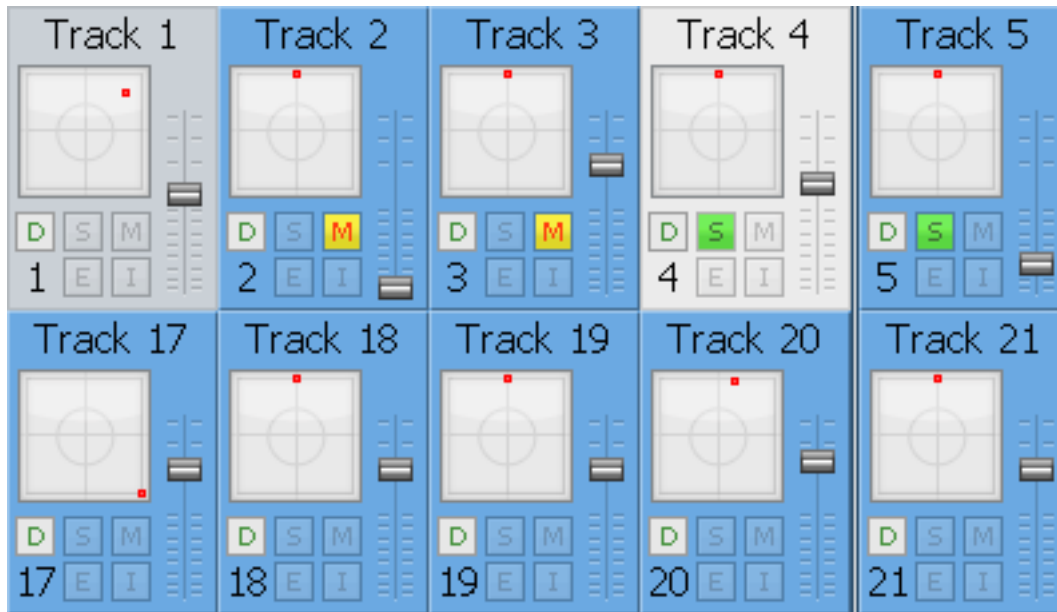 Track 1 Track 2 Track 3 Track 4 Track 5
D S M D S M D S M D S M D S M
1 E I 2 E I 3 E I 4 E I 5 E I
Track 17 Track 18 Track 19 Track 20 Track 21
D S M D S M D S M D S M D S M
17 E I 18 E I 19 E I 20 E I 21 E I